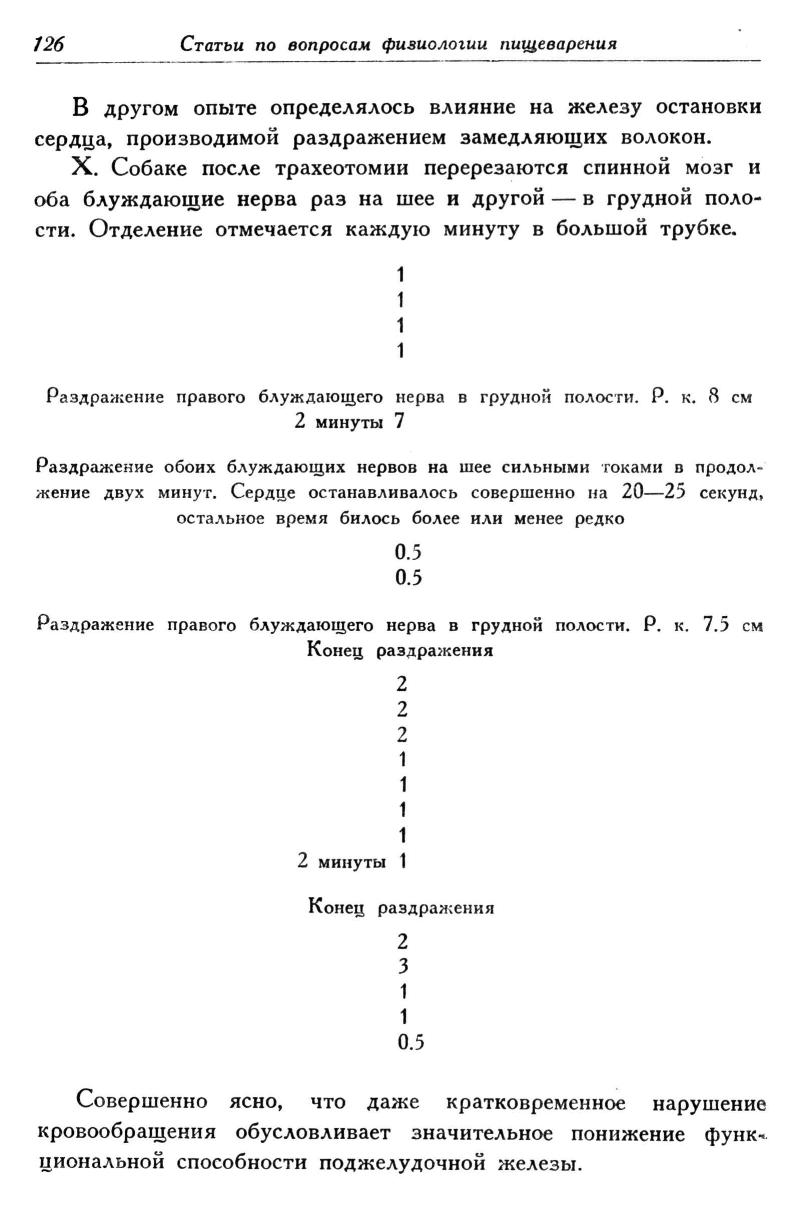 126 Статьи по вопросам физиологии пищеварения
В другом опыте определялось влияние на железу остановки
сердца, производимой раздражением замедляющих волокон.
X. Собаке после трахеотомии перерезаются спинной мозг и
оба блуждающие нерва раз на шее и другой — в грудной поло-
сти. Отделение отмечается каждую минуту в большой трубке.
1
1
1
1
Раздражение правого блуждающего нерва в грудной полости. Р. к. 8 см
2 минуты 7
Раздражение обоих блуждающих нервов на шее сильными токами в продол-
жение двух минут. Сердце останавливалось совершенно на 20—25 секунд,
остальное время билось более или менее редко
0.5
0.5
Раздражение правого блуждающего нерва в грудной полости. Р. к. 7.5 см
Конец раздражения
2
2
2
1
1
1
1
2 минуты 1
Конец раздражения
2
3
1
1
0.5
Совершенно ясно, что даже кратковременное нарушение
кровообращения обусловливает значительное понижение функ-
циональной способности поджелудочной железы.